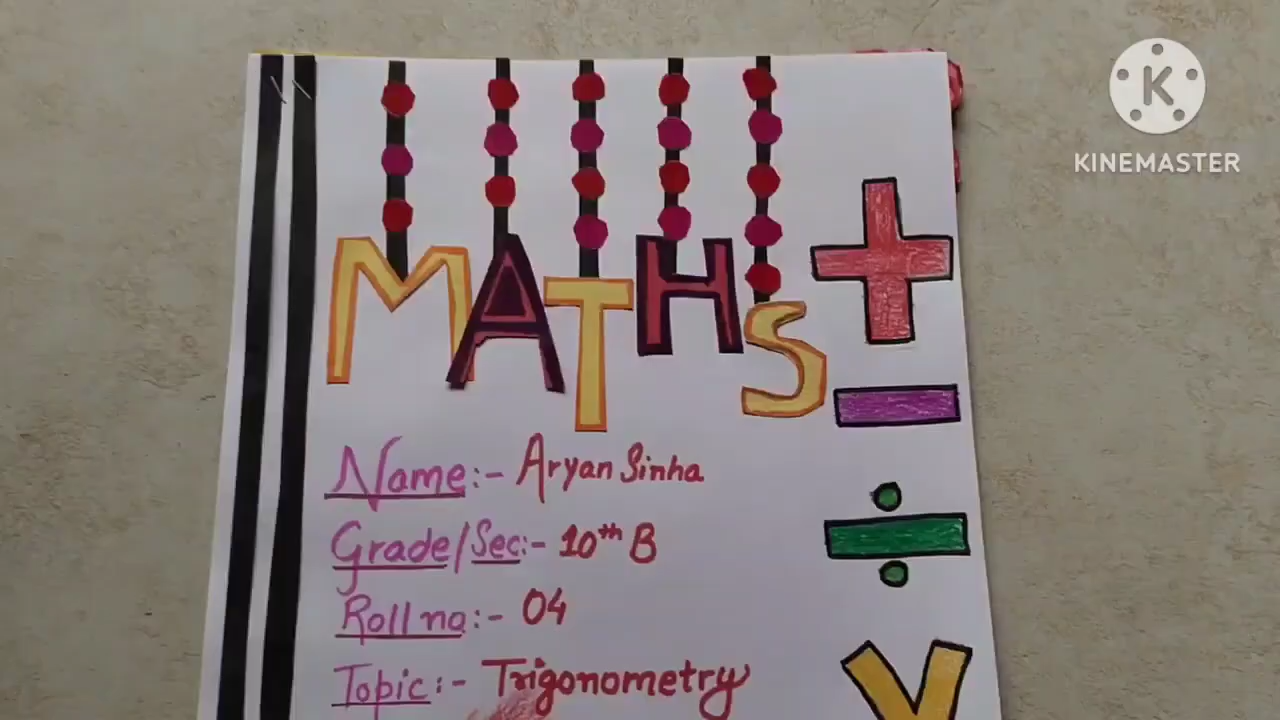 K
KINEMASTER
MATHS
+
-
÷
Name:- Aryan Sinha
Grade/Sec:- 10th B
Roll no:- 04
Topic:- Trigonometry